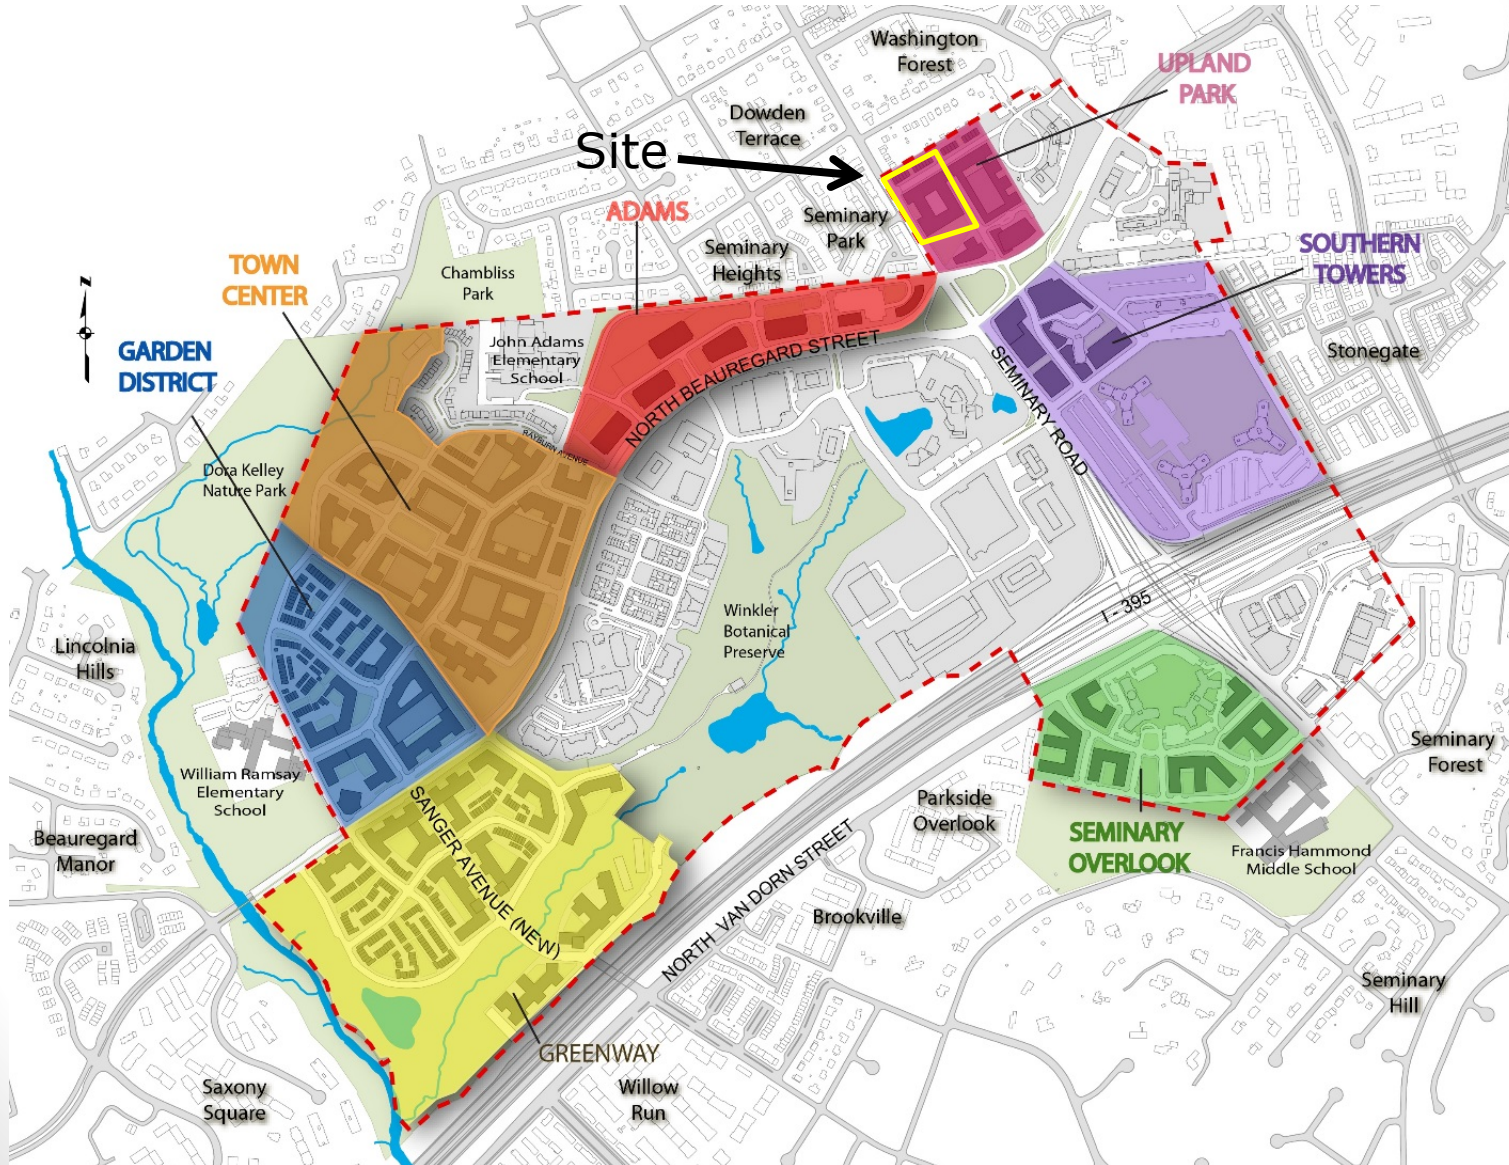 Washington
Forest
UPLAND
PARK
Dowden
Terrace
Site
ADAMS
Seminary
Park
Seminary
Heights
SOUTHERN
TOWERS
TOWN
CENTER
Chambliss
Park
N
GARDEN
DISTRICT
John Adams
Elementary
School
NORTH BEAUREGARD STREET
SEMINARY ROAD
Stonegate
RAYBURN AVENUE
Dora Kelley
Nature Park
I - 395
Winkler
Botanical
Preserve
Lincolnia
Hills
William Ramsay
Elementary
School
Seminary
Forest
Parkside
Overlook
SEMINARY
OVERLOOK
Francis Hammond
Middle School
Beauregard
Manor
SANGER AVENUE (NEW)
NORTH VAN DORN STREET
Brookville
Seminary
Hill
GREENWAY
Saxony
Square
Willow
Run